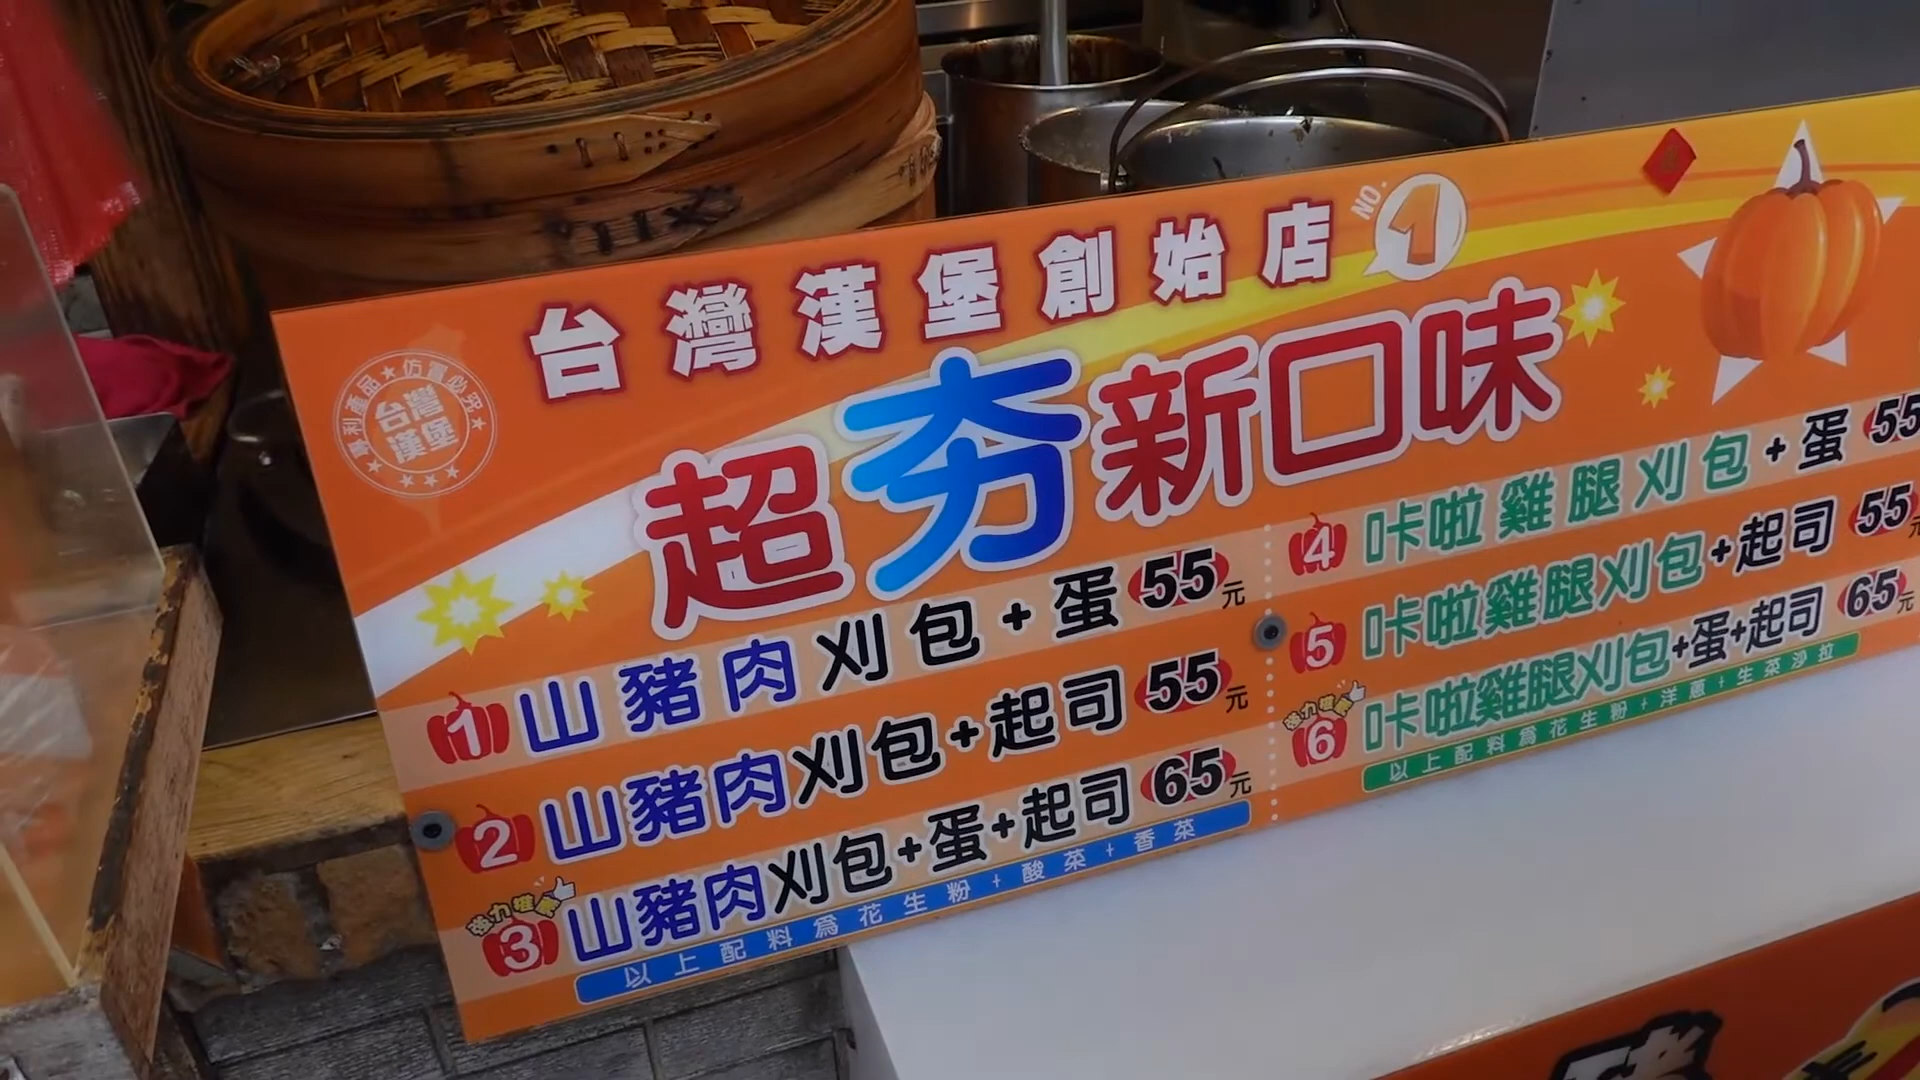 台灣漢堡創始店 NO.1
專利產品★仿冒必究
台灣
漢堡
超夯新口味
1 山豬肉刈包+蛋 55元
2 山豬肉刈包+起司 55元
強力推薦
3 山豬肉刈包+蛋+起司 65元
以上配料為花生粉+酸菜+香菜
4 咔啦雞腿刈包+蛋 55
5 咔啦雞腿刈包+起司 55元
強力推薦
6 咔啦雞腿刈包+蛋+起司 65元
以上配料為花生粉+洋蔥+生菜沙拉